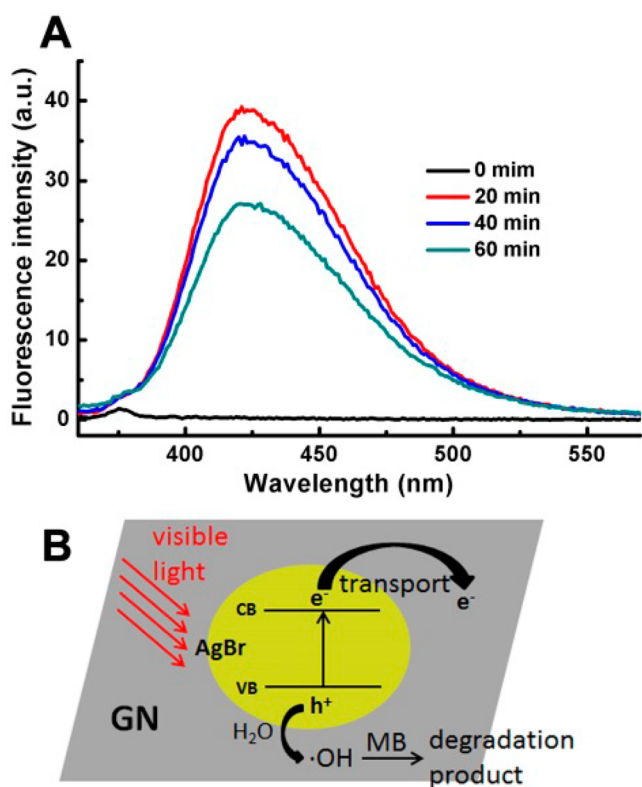 A
Fluorescence intensity (a.u.)
40
30
20
10
0
0 mim
20 min
40 min
60 min
400
450
500
550
Wavelength (nm)
B
visible
light
transport
e⁻
e⁻
CB
AgBr
VB
h⁺
GN
H₂O
·OH
MB
degradation
product